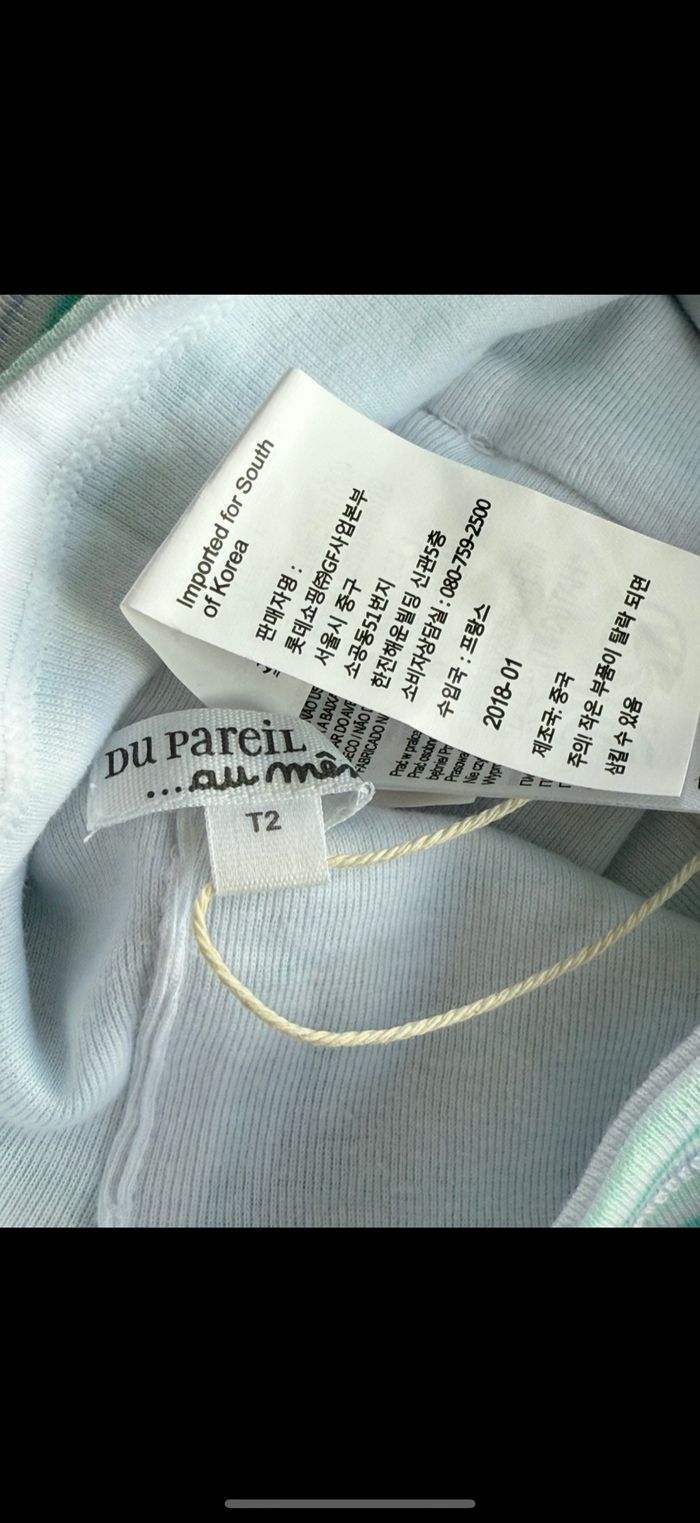 Imported for South
of Korea
판매자명 :
롯데쇼핑㈜GF사업본부
서울시 중구
소공동51번지
한진해운빌딩 신관5층
소비자상담실 : 080-759-2500
수입국 : 프랑스
2018-01
제조국: 중국
주의! 작은 부품이 탈락 되면
삼킬 수 있음
DU PAREIL
...au mê
T2
Prać osobn
Prasowa